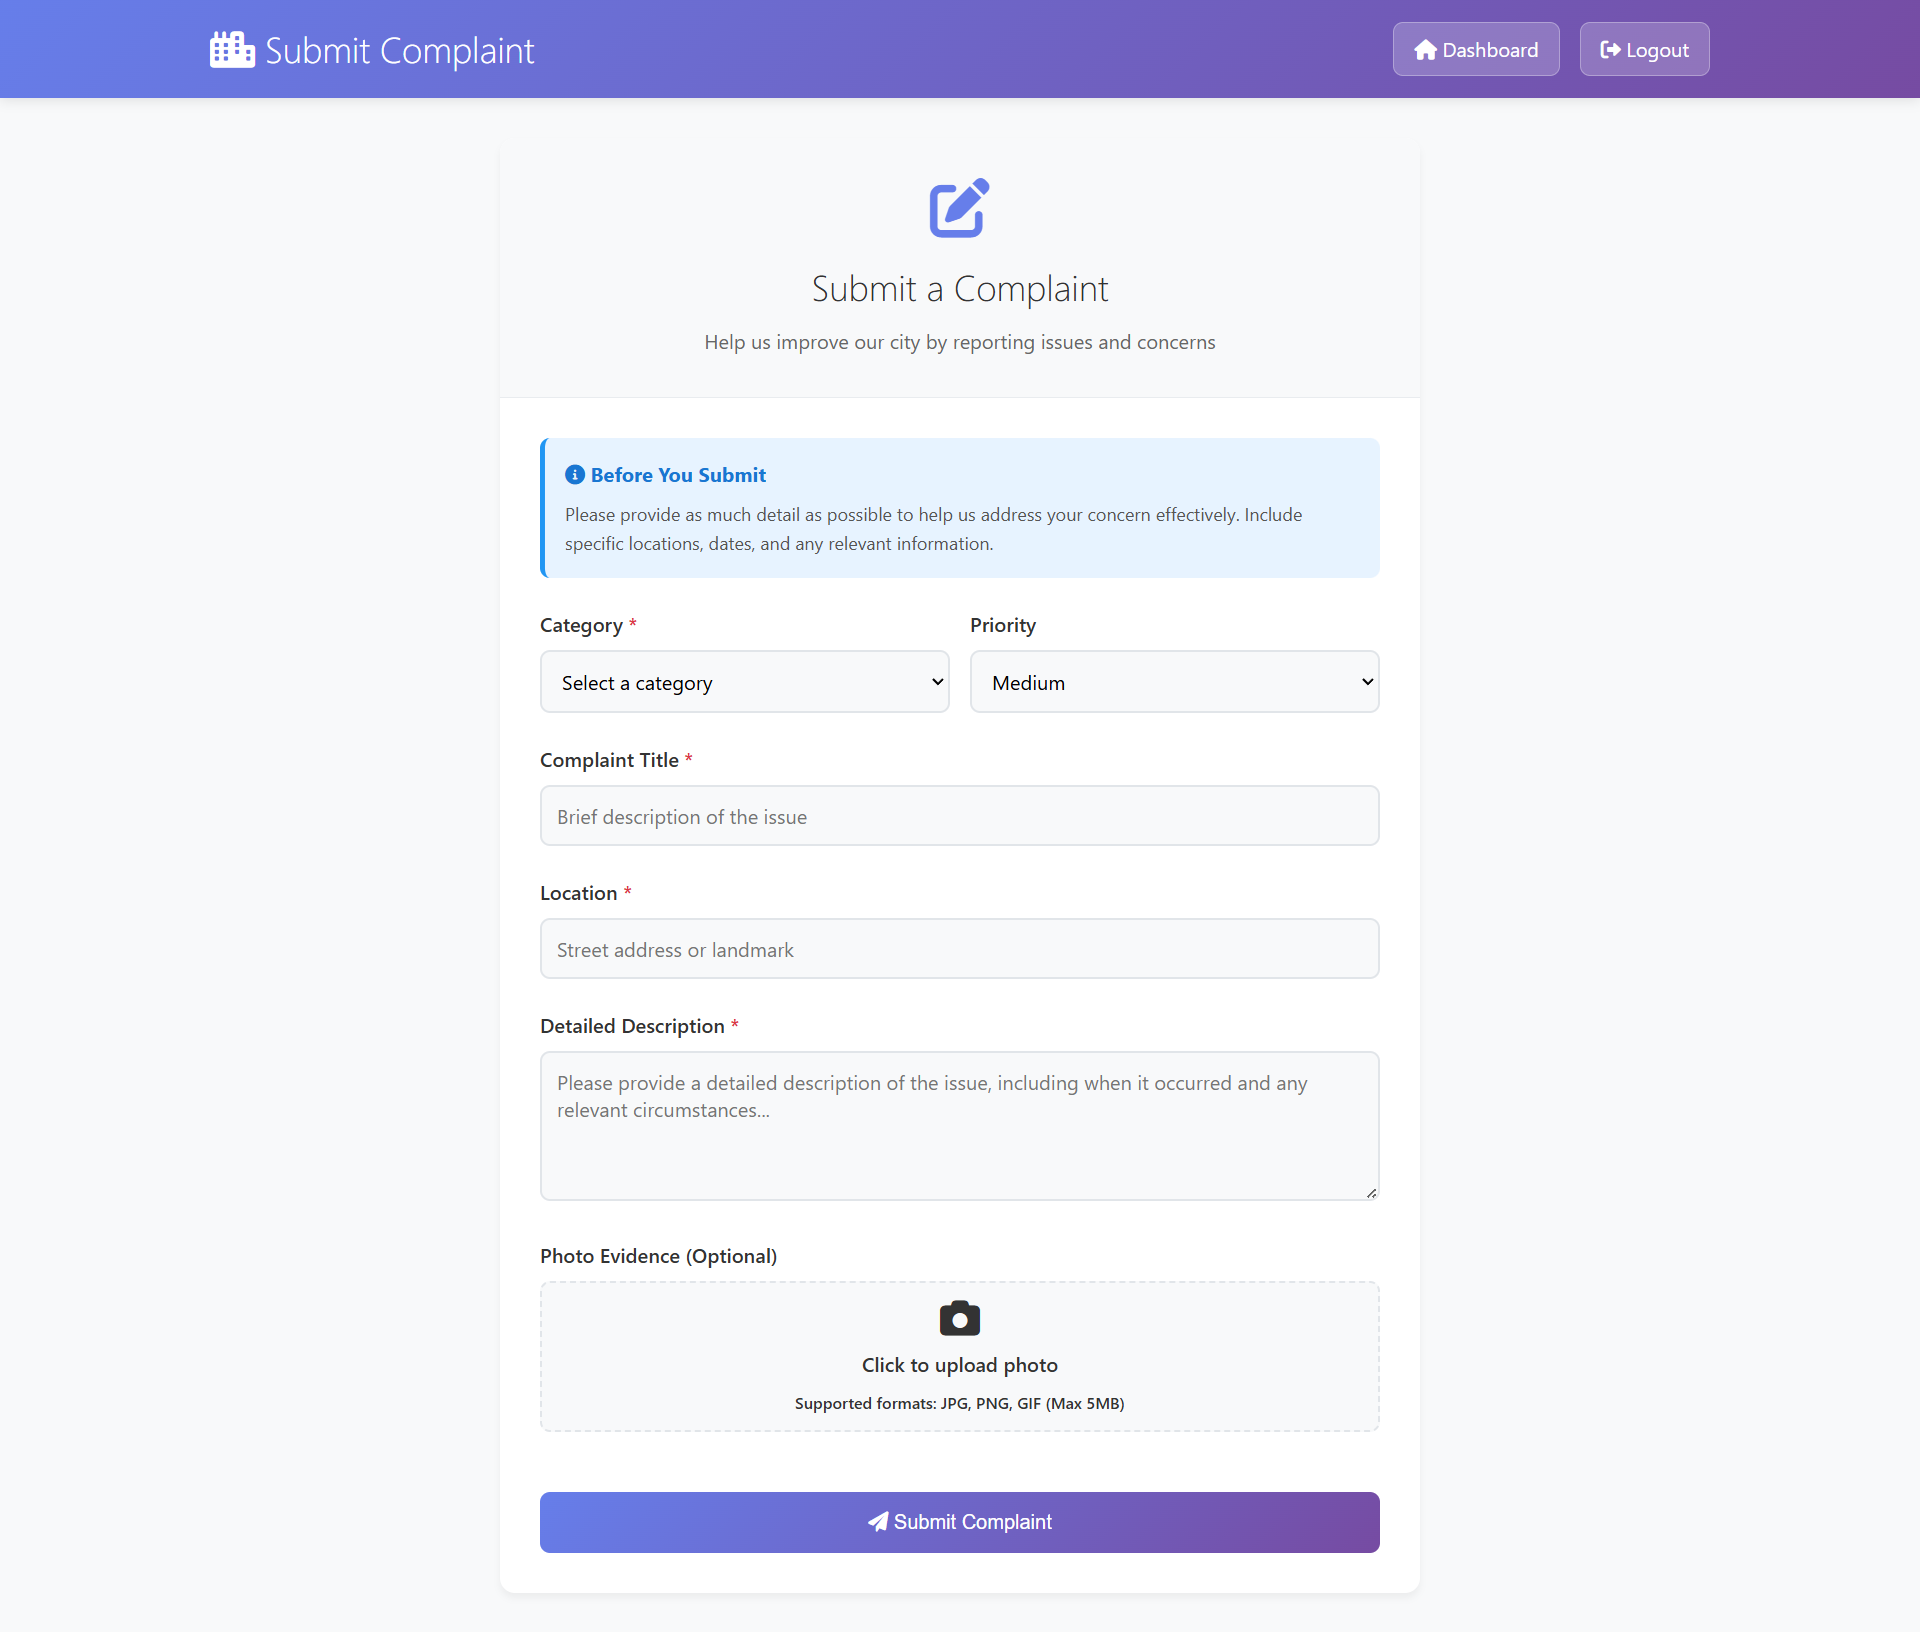 Submit Complaint
Dashboard
Logout
Submit a Complaint
Help us improve our city by reporting issues and concerns
Before You Submit
Please provide as much detail as possible to help us address your concern effectively. Include
specific locations, dates, and any relevant information.
Category *
Priority
Select a category
Medium
Complaint Title *
Brief description of the issue
Location *
Street address or landmark
Detailed Description *
Please provide a detailed description of the issue, including when it occurred and any
relevant circumstances...
Photo Evidence (Optional)
Click to upload photo
Supported formats: JPG, PNG, GIF (Max 5MB)
Submit Complaint